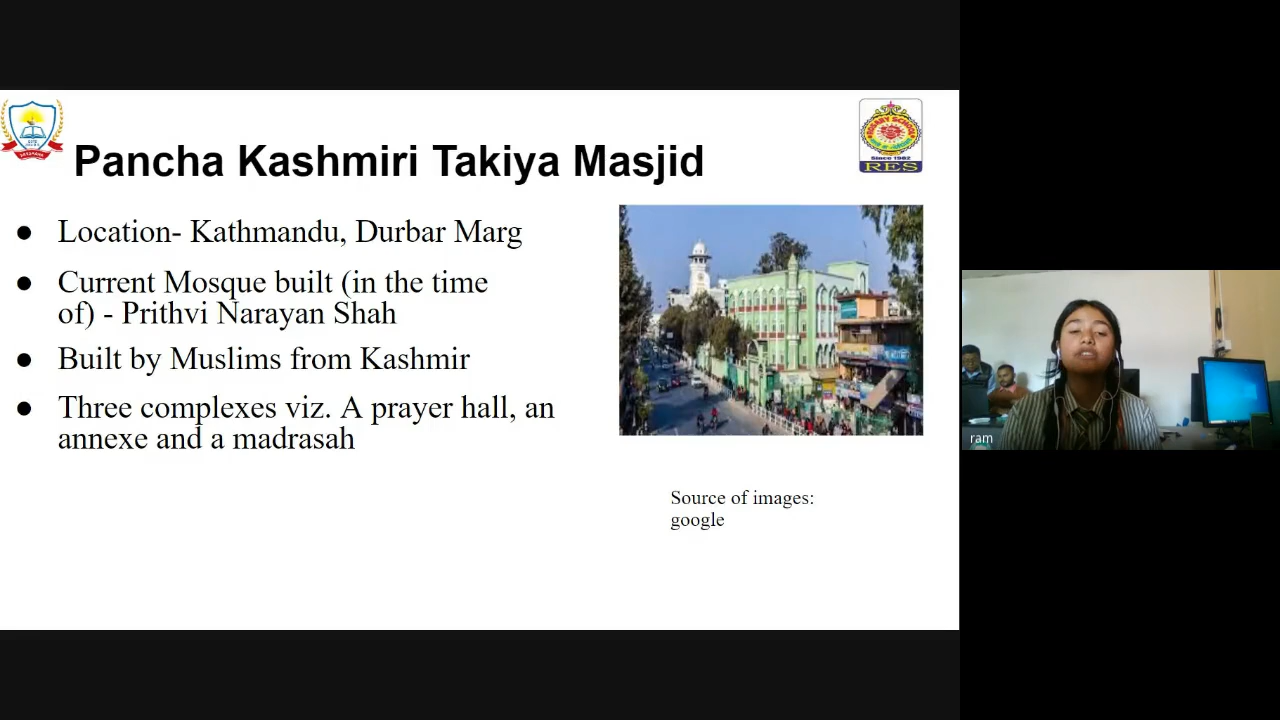 Pancha Kashmiri Takiya Masjid
● Location- Kathmandu, Durbar Marg
● Current Mosque built (in the time
of) - Prithvi Narayan Shah
● Built by Muslims from Kashmir
● Three complexes viz. A prayer hall, an
annexe and a madrasah
Source of images:
google
Since 1982
RES
ram